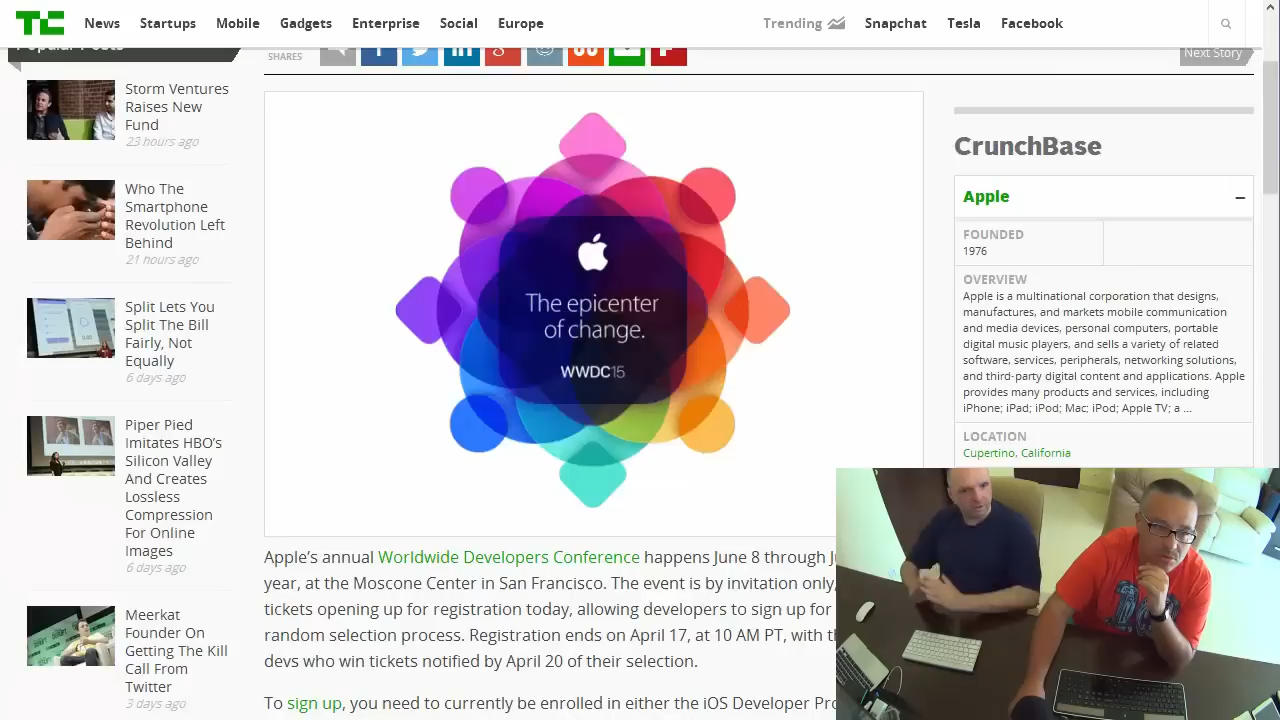 TC News Startups Mobile Gadgets Enterprise Social Europe Trending Snapchat Tesla Facebook
Popular Posts
SHARES
Next Story
Storm Ventures
Raises New
Fund
23 hours ago
Who The
Smartphone
Revolution Left
Behind
21 hours ago
Split Lets You
Split The Bill
Fairly, Not
Equally
6 days ago
Piper Pied
Imitates HBO's
Silicon Valley
And Creates
Lossless
Compression
For Online
Images
6 days ago
Meerkat
Founder On
Getting The Kill
Call From
Twitter
3 days ago
The epicenter
of change.
WWDC15
Apple's annual Worldwide Developers Conference happens June 8 through
year, at the Moscone Center in San Francisco. The event is by invitation only,
tickets opening up for registration today, allowing developers to sign up for
random selection process. Registration ends on April 17, at 10 AM PT, with
devs who win tickets notified by April 20 of their selection.
To sign up, you need to currently be enrolled in either the iOS Developer
CrunchBase
Apple
FOUNDED
1976
OVERVIEW
Apple is a multinational corporation that designs,
manufactures, and markets mobile communication
and media devices, personal computers, portable
digital music players, and sells a variety of related
software, services, peripherals, networking solutions,
and third-party digital content and applications. Apple
provides many products and services, including
iPhone; iPad; iPod; Mac; iPod; Apple TV; a ...
LOCATION
Cupertino, California